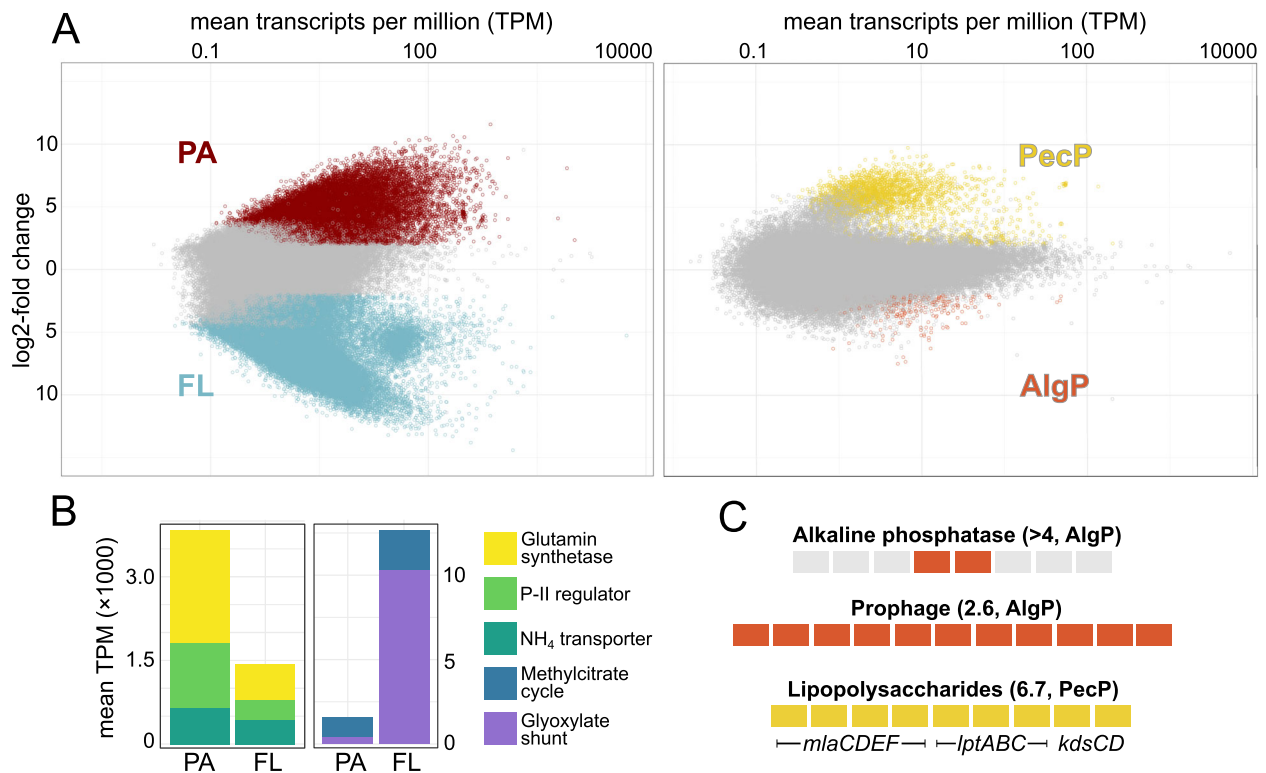 A
mean transcripts per million (TPM)
0.1 100 10000
mean transcripts per million (TPM)
0.1 10 100 10000
log2-fold change
10
5
0
5
10
PA
FL
PecP
AlgP
B
mean TPM (×1000)
3.0
1.5
0
PA FL
10
5
0
PA FL
Glutamin
synthetase
P-II regulator
NH₄ transporter
Methylcitrate
cycle
Glyoxylate
shunt
C
Alkaline phosphatase (>4, AlgP)
Prophage (2.6, AlgP)
Lipopolysaccharides (6.7, PecP)
mlaCDEF lptABC kdsCD